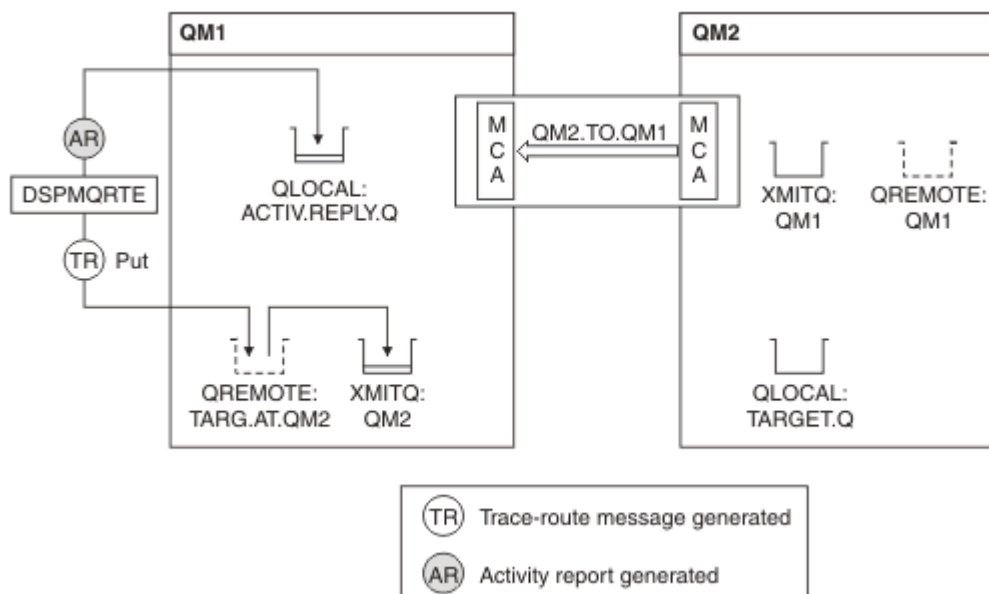 QM1
QM2
AR
DSPMQRTE
TR Put
QLOCAL:
ACTIV.REPLY.Q
M
C
A
QM2.TO.QM1
M
C
A
XMITQ:
QM1
QREMOTE:
QM1
QREMOTE:
TARG.AT.QM2
XMITQ:
QM2
QLOCAL:
TARGET.Q
TR Trace-route message generated
AR Activity report generated